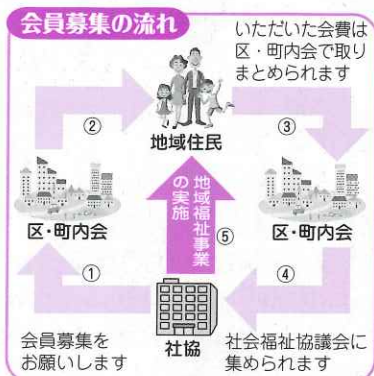 会員募集の流れ
いただいた会費は
区・町内会で取り
まとめられます
②
地域住民
③
区・町内会
地域福祉事業
の実施
⑤
区・町内会
①
④
会員募集を
お願いします
社協
社会福祉協議会に
集められます